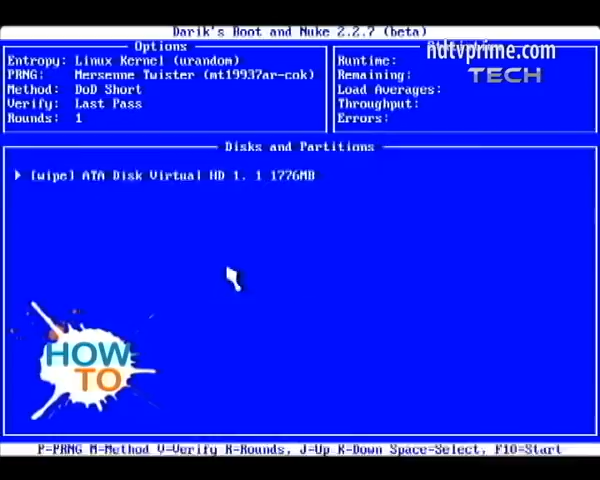 Darik's Boot and Nuke 2.2.7 (beta)
Options
Entropy: Linux Kernel (urandom)
PRNG: Mersenne Twister (mt19937ar-cok)
Method: DoD Short
Verify: Last Pass
Rounds: 1
ndtvprime.com
TECH
Runtime:
Remaining:
Load Averages:
Throughput:
Errors:
Disks and Partitions
[wipe] ATA Disk Virtual HD 1. 1 1776MB
HOW
TO
P=PRNG M=Method V=Verify R=Rounds, J=Up K=Down Space=Select, F10=Start